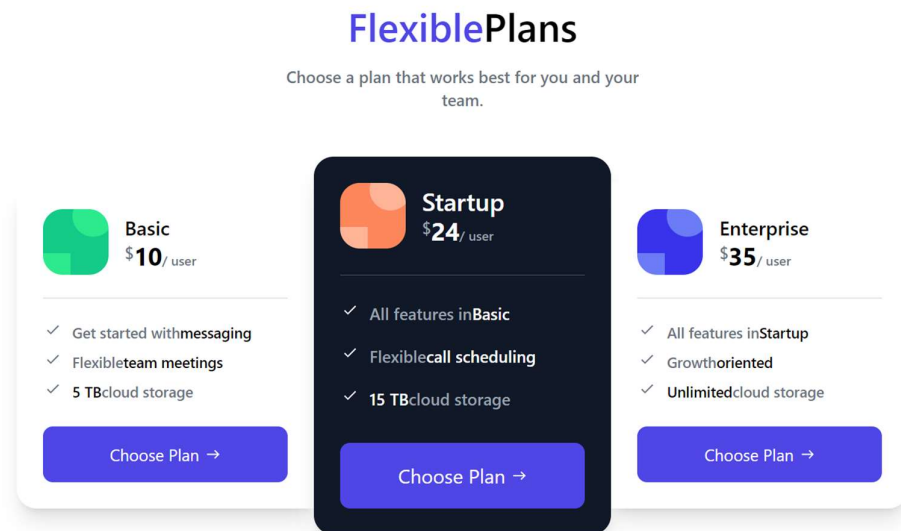 FlexiblePlans
Choose a plan that works best for you and your
team.
Basic
$10/ user
Get started withmessaging
Flexibleteam meetings
5 TBcloud storage
Choose Plan →
Startup
$24/ user
All features inBasic
Flexiblecall scheduling
15 TBcloud storage
Choose Plan →
Enterprise
$35/ user
All features inStartup
Growthoriented
Unlimitedcloud storage
Choose Plan →